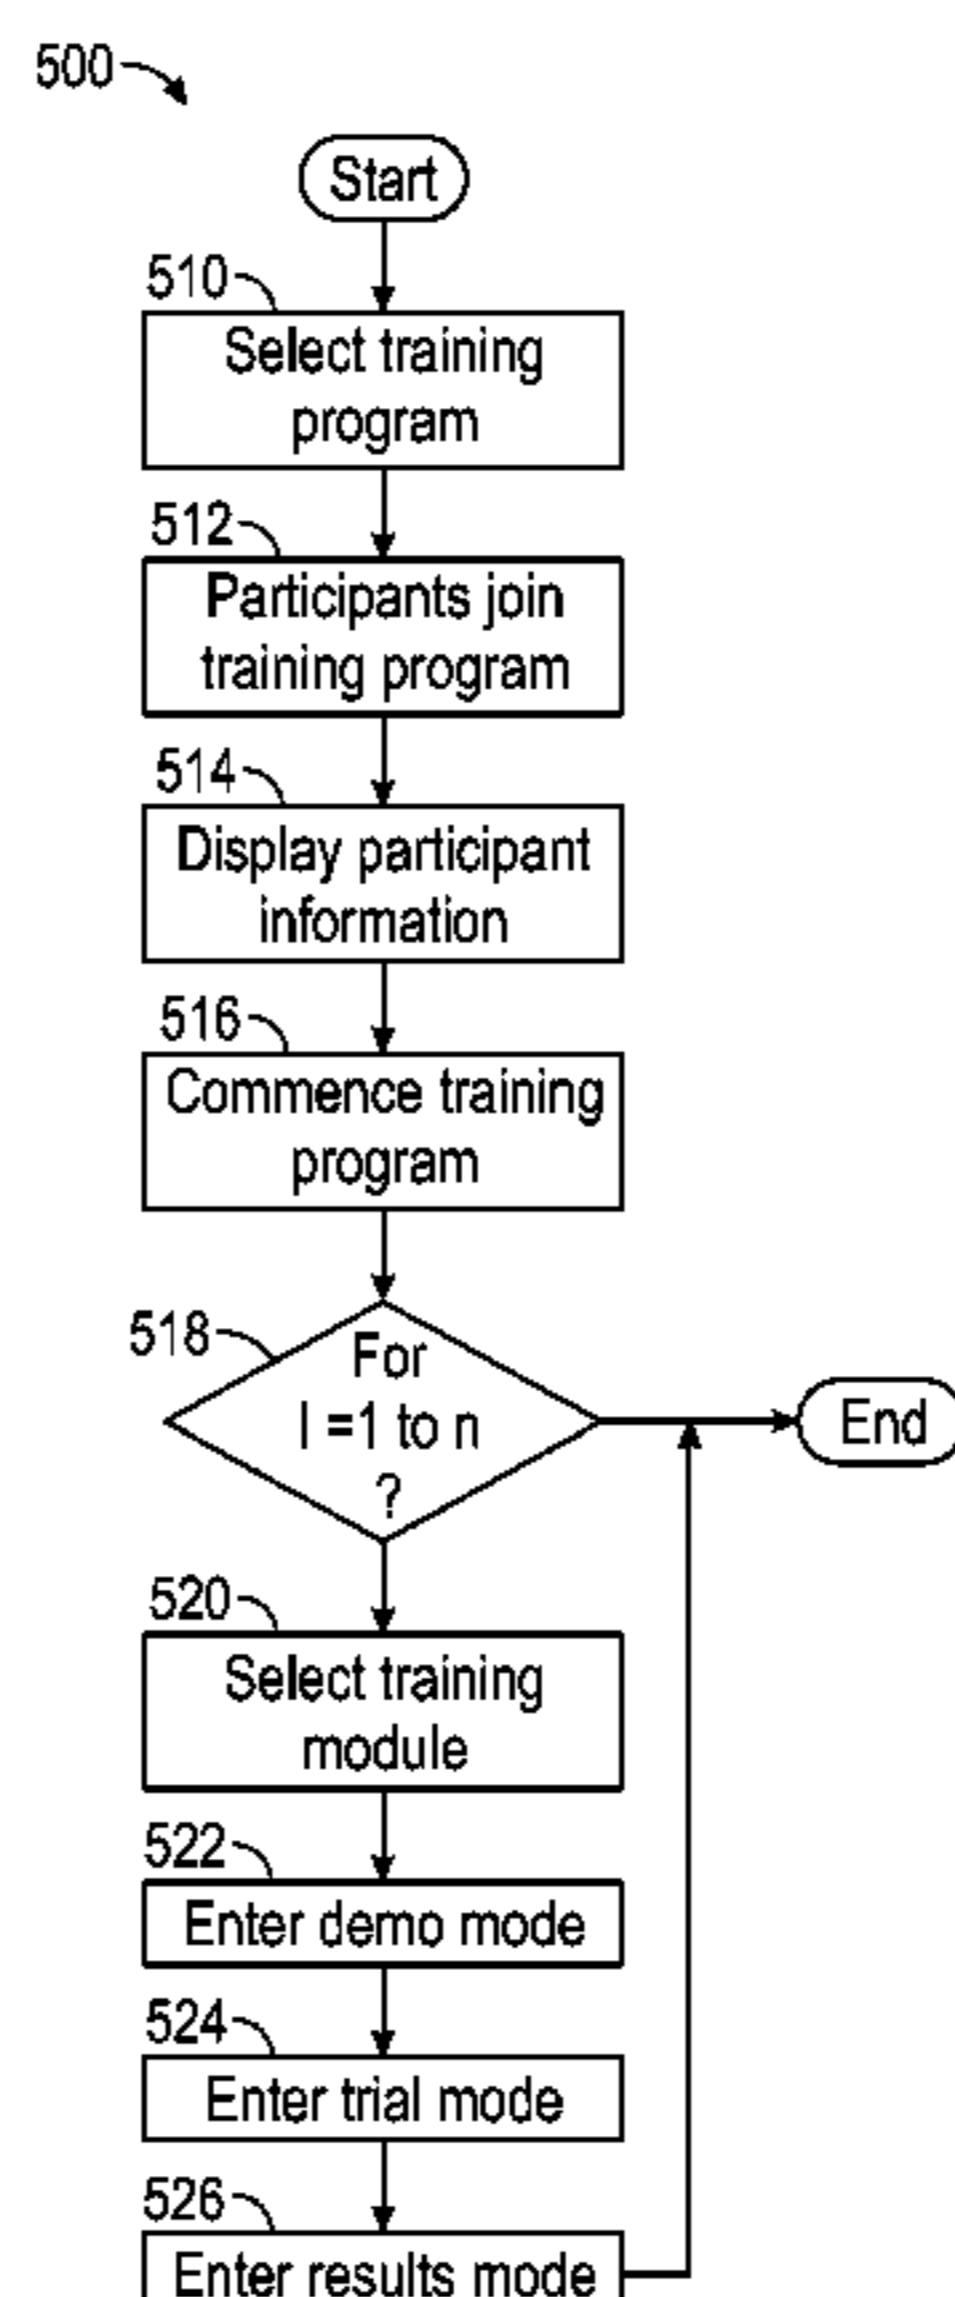 500
Start
510
Select training
program
512
Participants join
training program
514
Display participant
information
516
Commence training
program
518
For
I =1 to n
?
End
520
Select training
module
522
Enter demo mode
524
Enter trial mode
526
Enter results mode